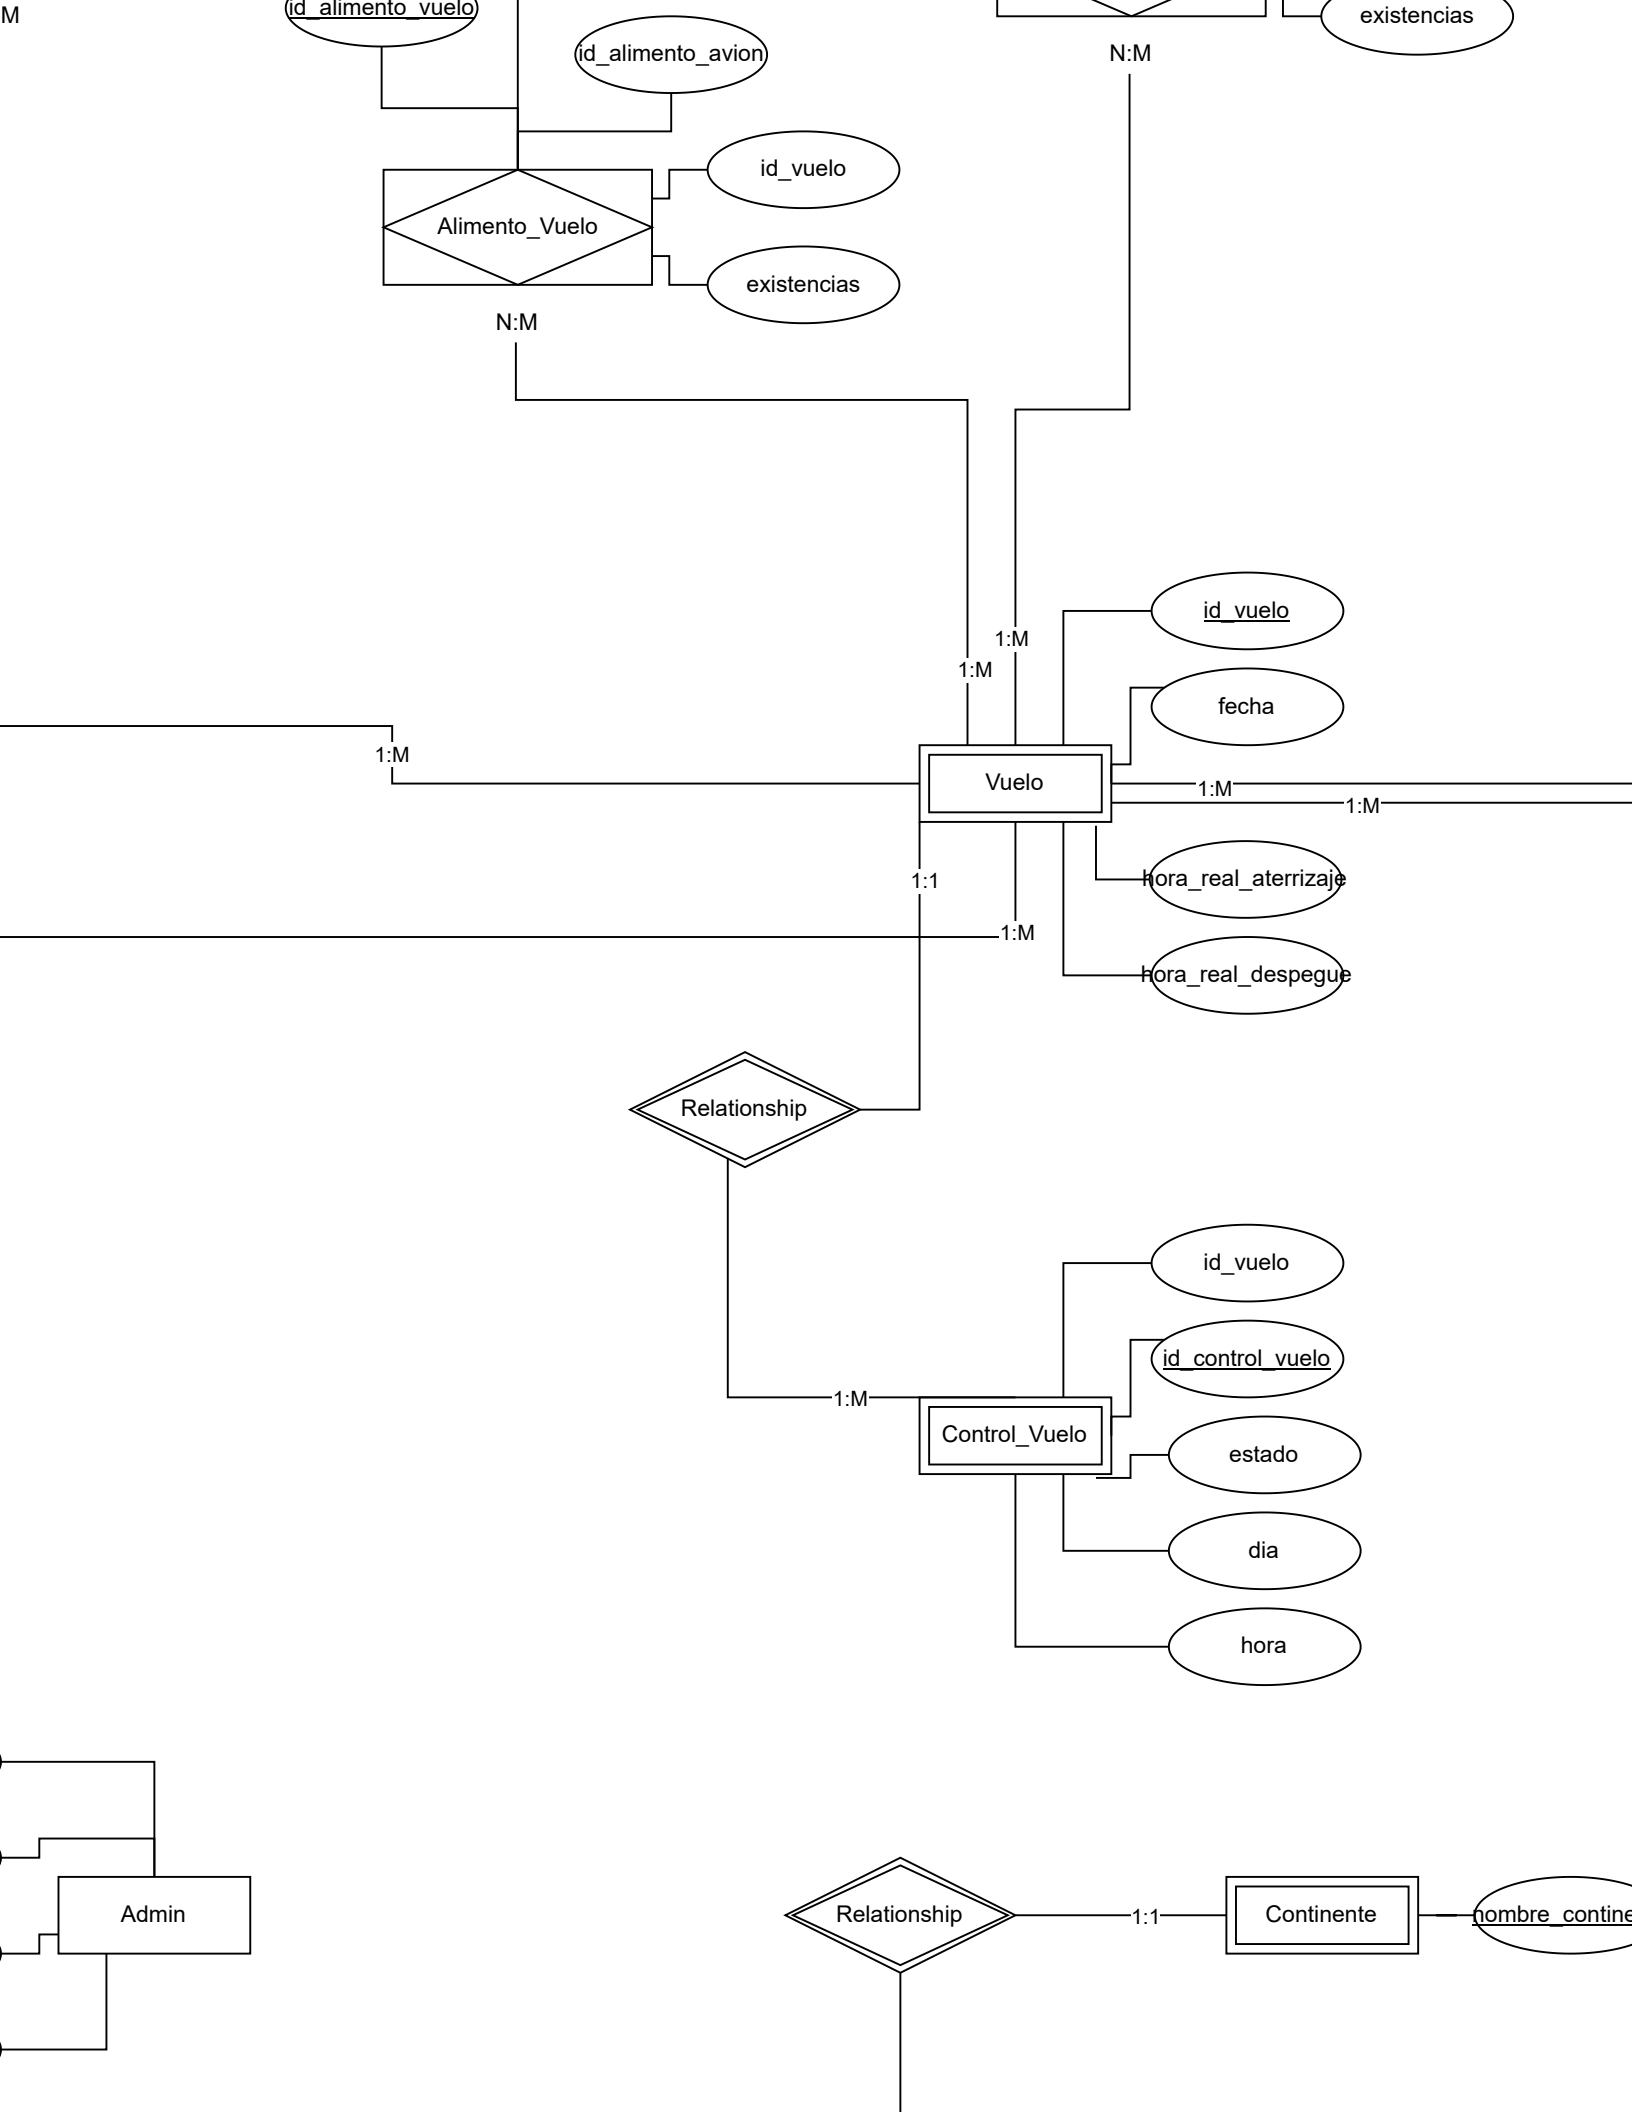 M
id_alimento_vuelo
existencias
id_alimento_avion
N:M
id_vuelo
Alimento_Vuelo
existencias
N:M
id_vuelo
1:M
1:M
fecha
1:M
Vuelo
1:M
1:M
hora_real_aterrizaje
1:1
1:M
hora_real_despegue
Relationship
id_vuelo
id_control_vuelo
1:M
Control_Vuelo
estado
dia
hora
Admin
Relationship
1:1
Continente
nombre_contine